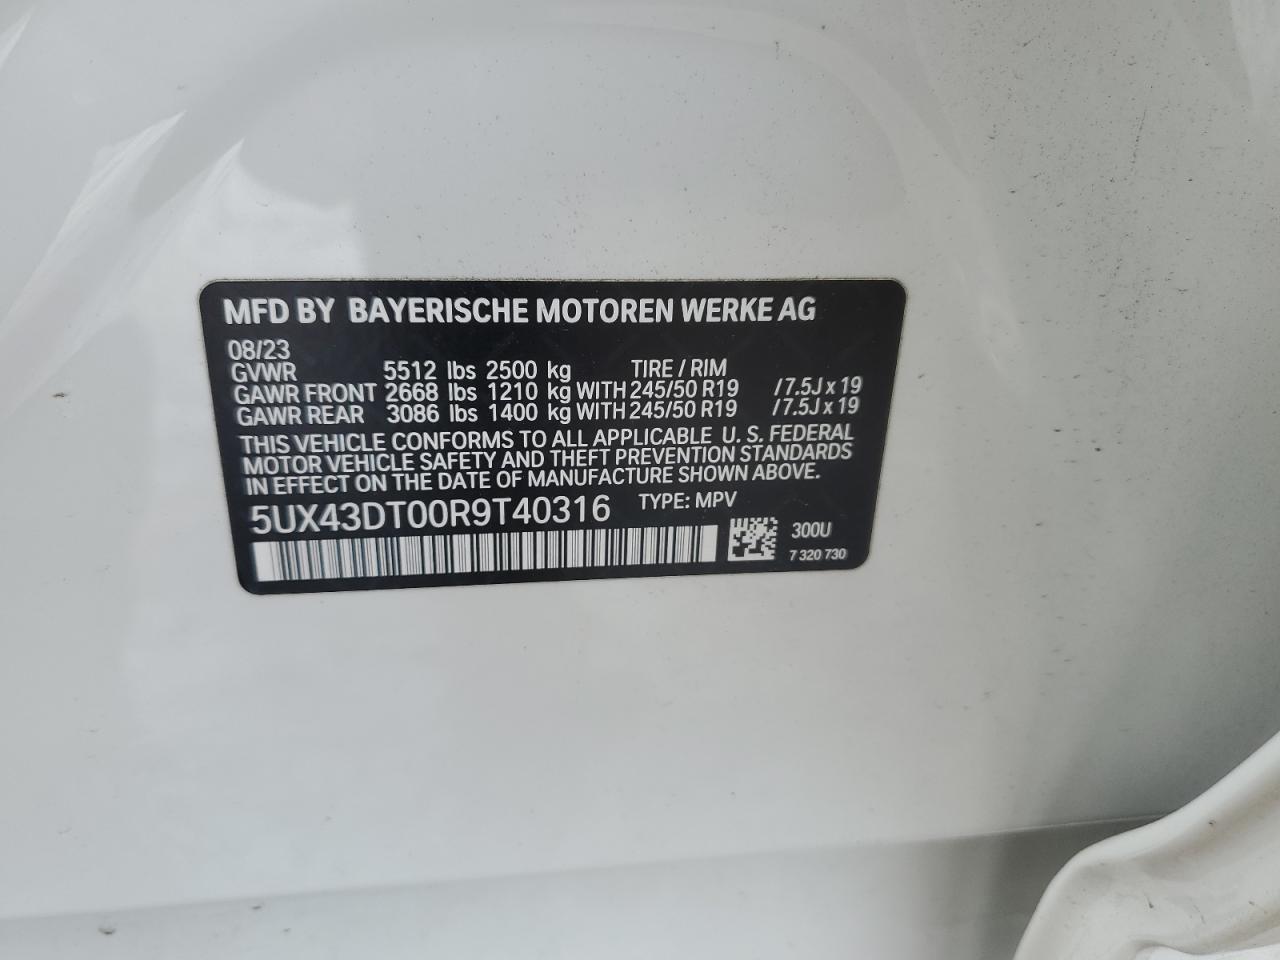 MFD BY BAYERISCHE MOTOREN WERKE AG
08/23
GVWR 5512 lbs 2500 kg TIRE / RIM
GAWR FRONT 2668 lbs 1210 kg WITH 245/50 R19 /7.5J x 19
GAWR REAR 3086 lbs 1400 kg WITH 245/50 R19 /7.5J x 19
THIS VEHICLE CONFORMS TO ALL APPLICABLE U. S. FEDERAL
MOTOR VEHICLE SAFETY AND THEFT PREVENTION STANDARDS
IN EFFECT ON THE DATE OF MANUFACTURE SHOWN ABOVE.
5UX43DT00R9T40316 TYPE: MPV
300U
7 320 730